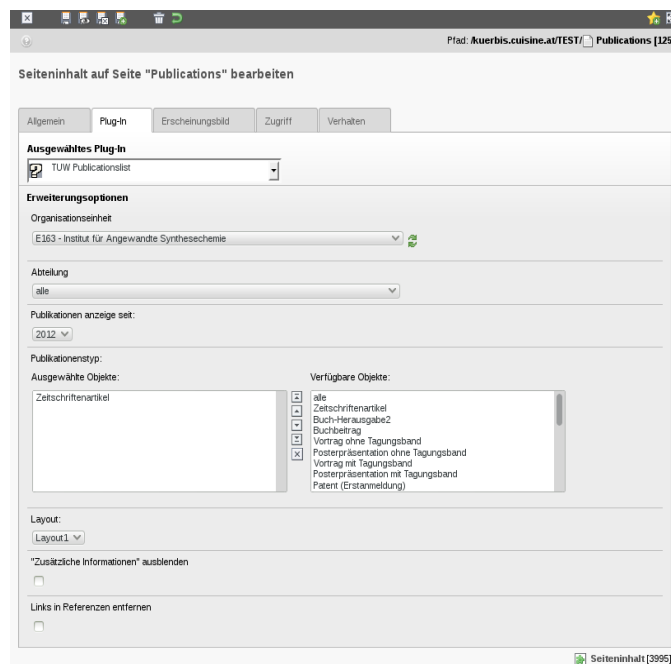 Pfad: /kuerbis.cuisine.at/TEST/ Publications [125
Seiteninhalt auf Seite "Publications" bearbeiten
Allgemein Plug-In Erscheinungsbild Zugriff Verhalten
Ausgewähltes Plug-In
TUW Publicationslist
Erweiterungsoptionen
Organisationseinheit
E163 - Institut für Angewandte Synthesechemie
Abteilung
alle
Publikationen anzeige seit:
2012
Publikationenstyp:
Ausgewählte Objekte: Verfügbare Objekte:
Zeitschriftenartikel
alle
Zeitschriftenartikel
Buch-Herausgabe2
Buchbeitrag
Vortrag ohne Tagungsband
Posterpräsentation ohne Tagungsband
Vortrag mit Tagungsband
Posterpräsentation mit Tagungsband
Patent (Erstanmeldung)
Layout:
Layout1
"Zusätzliche Informationen" ausblenden
Links in Referenzen entfernen
Seiteninhalt [3995]